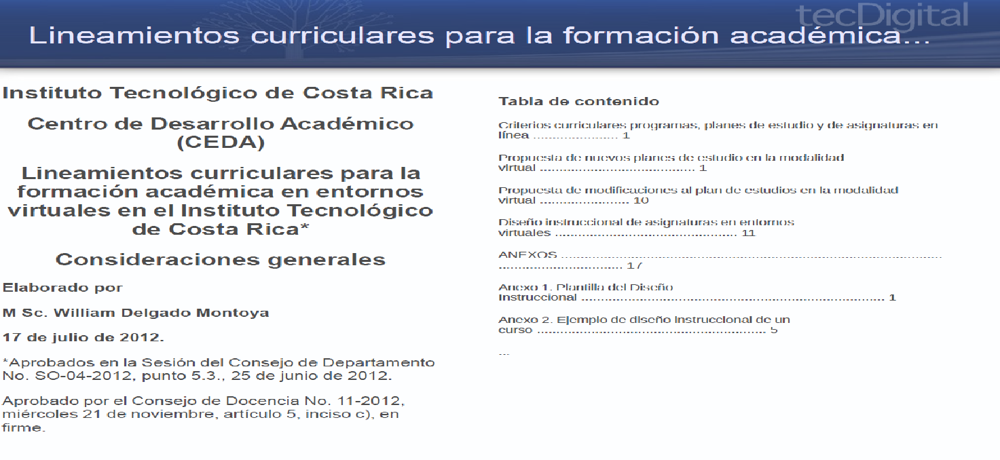 tecDigital
Lineamientos curriculares para la formación académica...
Instituto Tecnológico de Costa Rica
Centro de Desarrollo Académico
(CEDA)
Lineamientos curriculares para la
formación académica en entornos
virtuales en el Instituto Tecnológico
de Costa Rica*
Consideraciones generales
Elaborado por
M Sc. William Delgado Montoya
17 de julio de 2012.
*Aprobados en la Sesión del Consejo de Departamento
No. SO-04-2012, punto 5.3., 25 de junio de 2012.
Aprobado por el Consejo de Docencia No. 11-2012,
miércoles 21 de noviembre, artículo 5, inciso c), en
firme.
Tabla de contenido
Criterios curriculares programas, planes de estudio y de asignaturas en
línea ...................... 1
Propuesta de nuevos planes de estudio en la modalidad
virtual ........................................ 1
Propuesta de modificaciones al plan de estudios en la modalidad
virtual ....................... 10
Diseño instruccional de asignaturas en entornos
virtuales ............................................... 11
ANEXOS ..................................................................................................
................................ 17
Anexo 1. Plantilla del Diseño
Instruccional .............................................................................. 1
Anexo 2. Ejemplo de diseño instruccional de un
curso ........................................................... 5
...